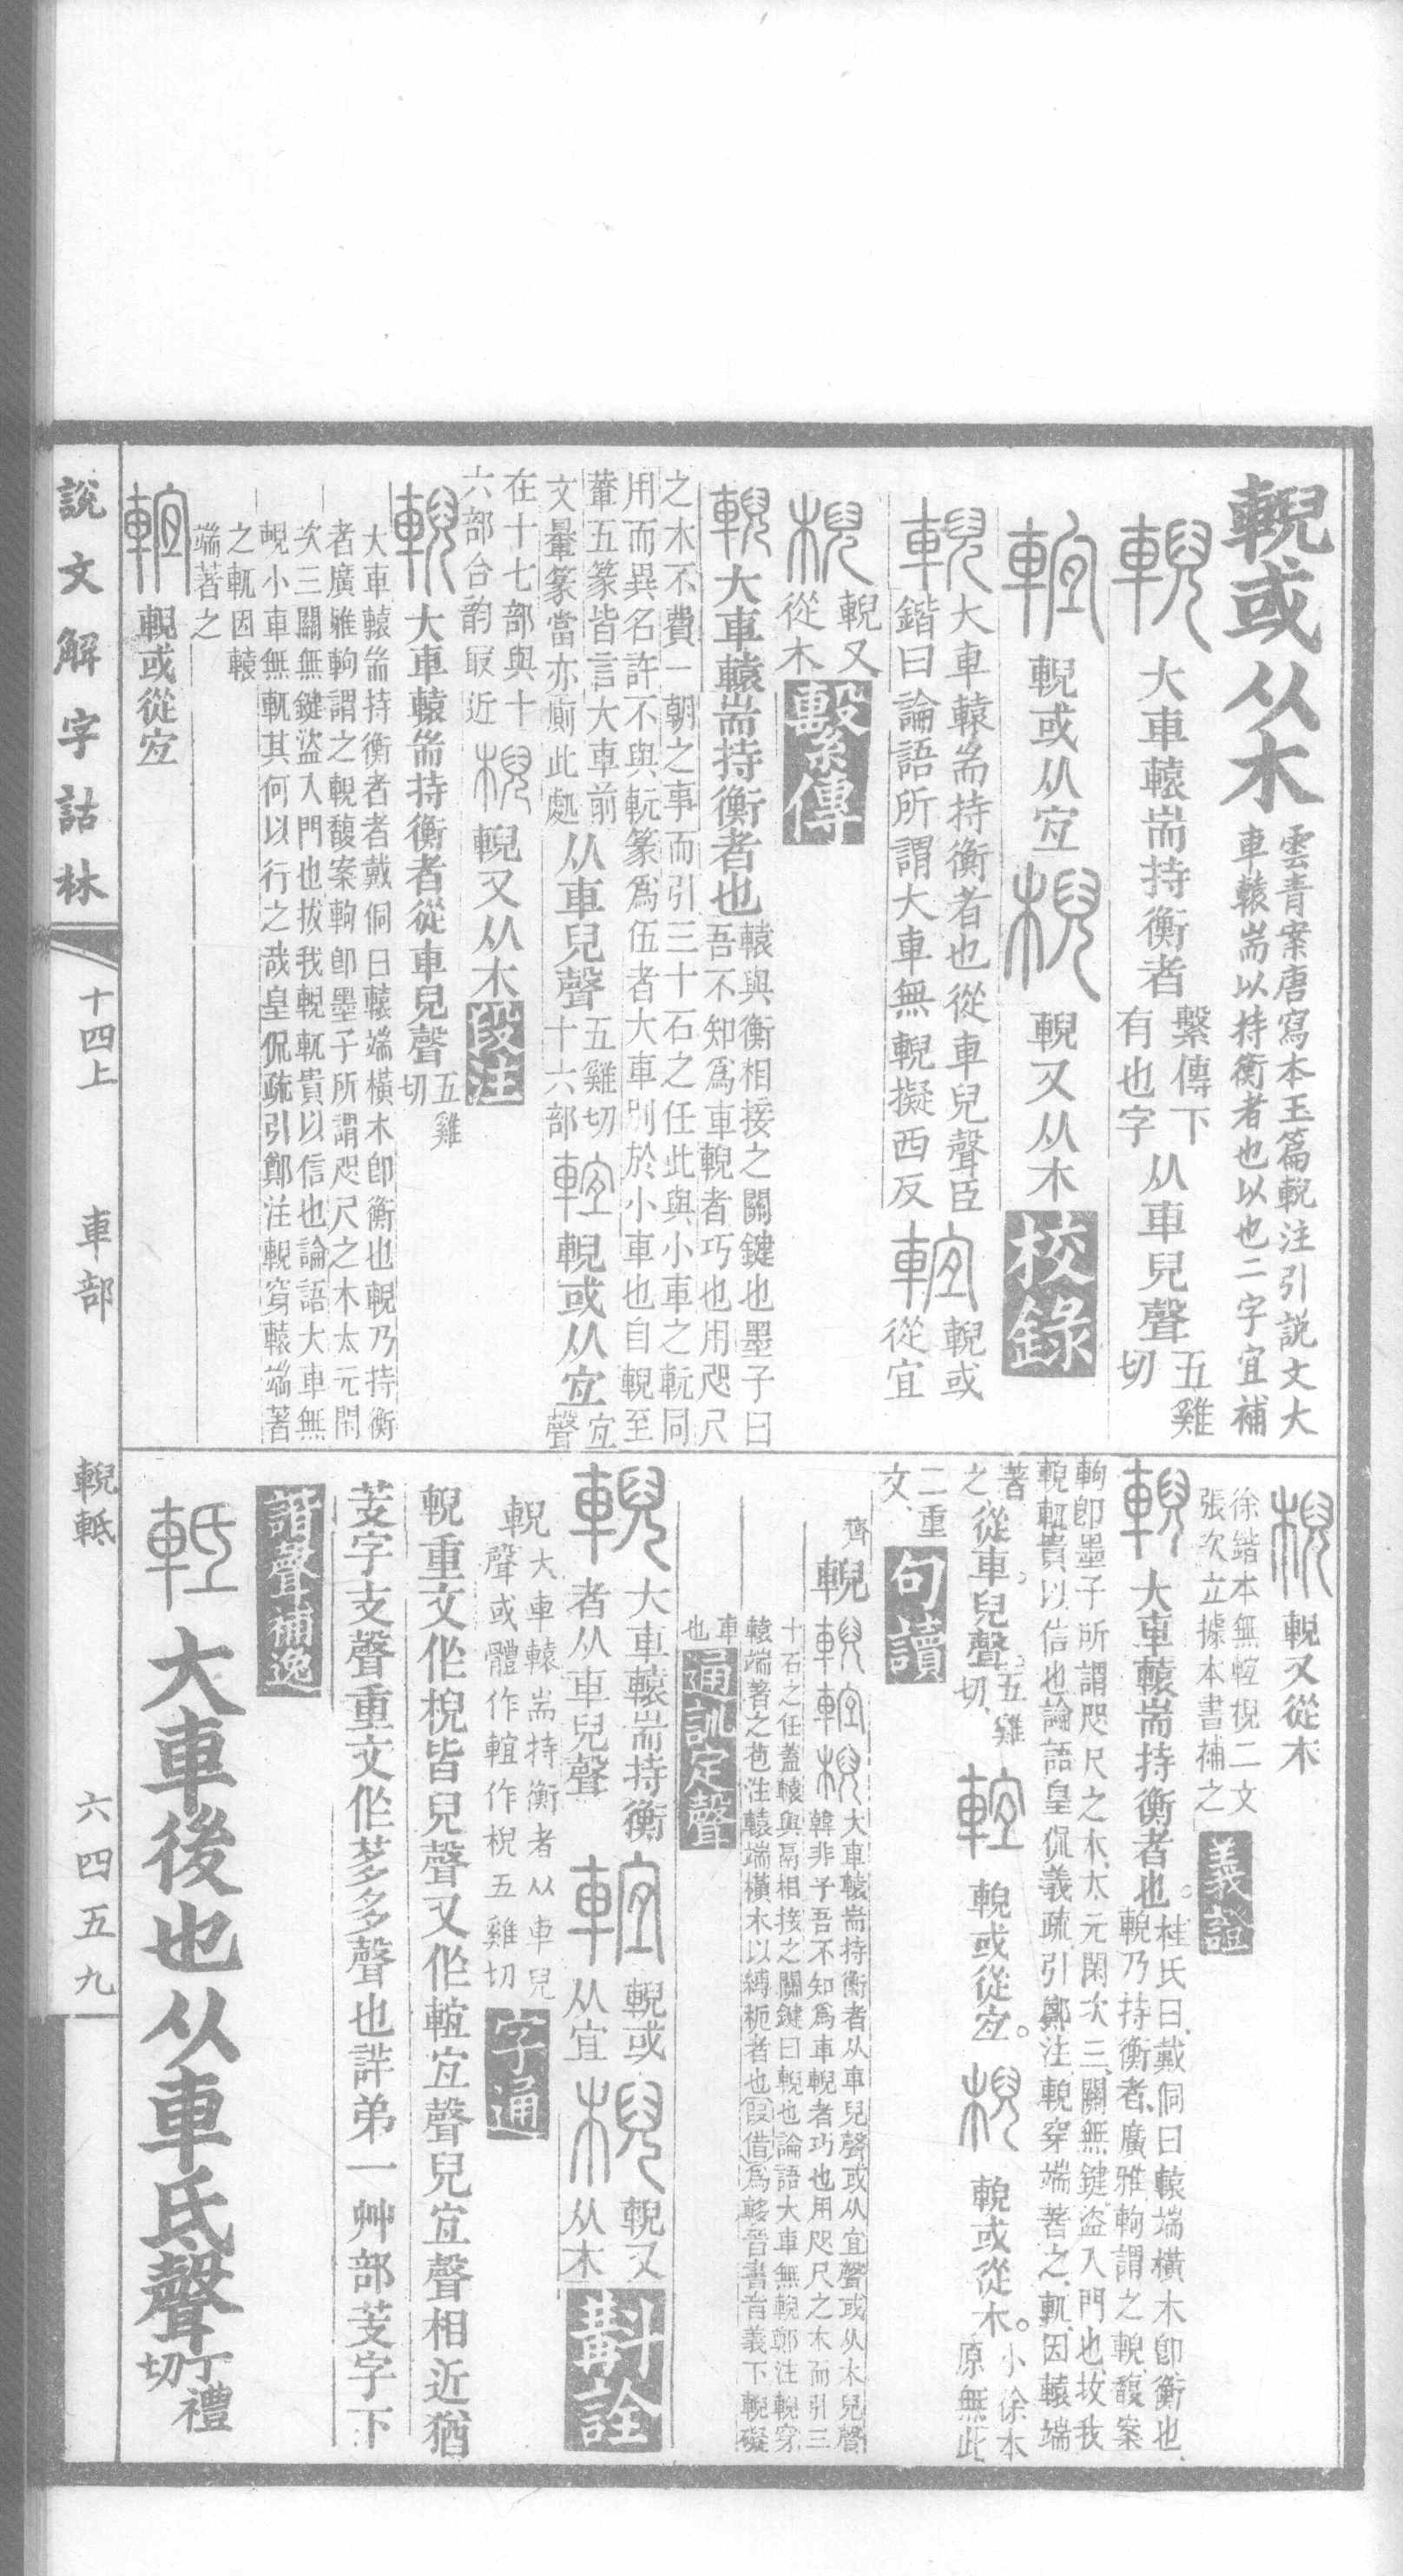 輗或从木 雲青案唐寫本玉篇輗注引説文大
車轅耑以持衡者也以也二字宜補
輗 大車轅耑持衡者 繫傳下
有也字 从車兒聲 五雞
切
輨 輗或从宜 棿 輗又从木 校錄
輗 大車轅耑持衡者也從車兒聲臣
鍇曰論語所謂大車無輗擬西反 輗或
從宜
棿 輗又
從木 繫傳
輗 大車轅耑持衡者也 轅與衡相接之關鍵也墨子曰
吾不知爲車輗者巧也用咫尺
之木不費一朝之事而引三十石之任此與小車之軏同
用而異名許不與軏篆爲伍者大車別於小車也自輗至
五篆皆言大車前
文篆當亦廁此処 从車兒聲 五雞切
十六部 輗或从宜 宜
聲
在十七部與十
六部合韵㝡近 棿 輗又从木 段注
輗 大車轅耑持衡者從車兒聲 五雞
切
大車轅耑持衡者者戴侗曰轅端橫木卽衡也輗乃持衡
者廣雅軥謂之輗馥案軥卽墨子所謂咫尺之木太元閑
次三關無鍵盜入門也拔我輗軏貴以信也論語大車無
輗小車無軏其何以行之哉皇侃疏引鄭注輗穿轅端著
之軏因轅
端著之
輗或從宜
棿 輗又從木
徐鍇本無棿二文
張次立據本書補之 義證
輗 大車轅耑持衡者也。 桂氏曰戴侗曰轅端橫木卽衡也、
輗乃持衡者、廣雅軥謂之輗、馥案
軥卽墨子所謂咫尺之木、太元閑次三、關無鍵、盜入門也、拔我
輗軏貴以信也、論語皇侃義疏、引鄭注、輗穿端著之、軏因轅端
著
之 從車。兒聲。 五雞
切、 輗或從宜。 棿 輗或從木。 小徐本
原無此
二重
文、 句讀
齊 輗 輗 棿 大車轅耑持衡者从車兒聲或从宜聲或从木兒聲
韓非子吾不知爲車輗者巧也用咫尺之木而引三
十石之任蓋轅與鬲相接之關鍵曰輗也論語大車無輗鄭注輗穿
轅端著之苞注轅端橫木以縛軛者也叚借爲晉書音義下輗礙
車
也 通訓定聲
輗 大車轅耑持衡
者从車兒聲 輗或
从宜 棿 輗又
从木 斠詮
輗 大車轅耑持衡者从車兒
聲或體作輨作棿五雞切 字通
輗重文作棿皆兒聲又作宜聲兒宜聲相近猶
芰字支聲重文作茤多聲也詳弟一艸部芰字下
諧聲補逸
軧 大車後也从車氐聲 丁禮
切
説文解字詁林 十四上 車部 輗軧 六四五九